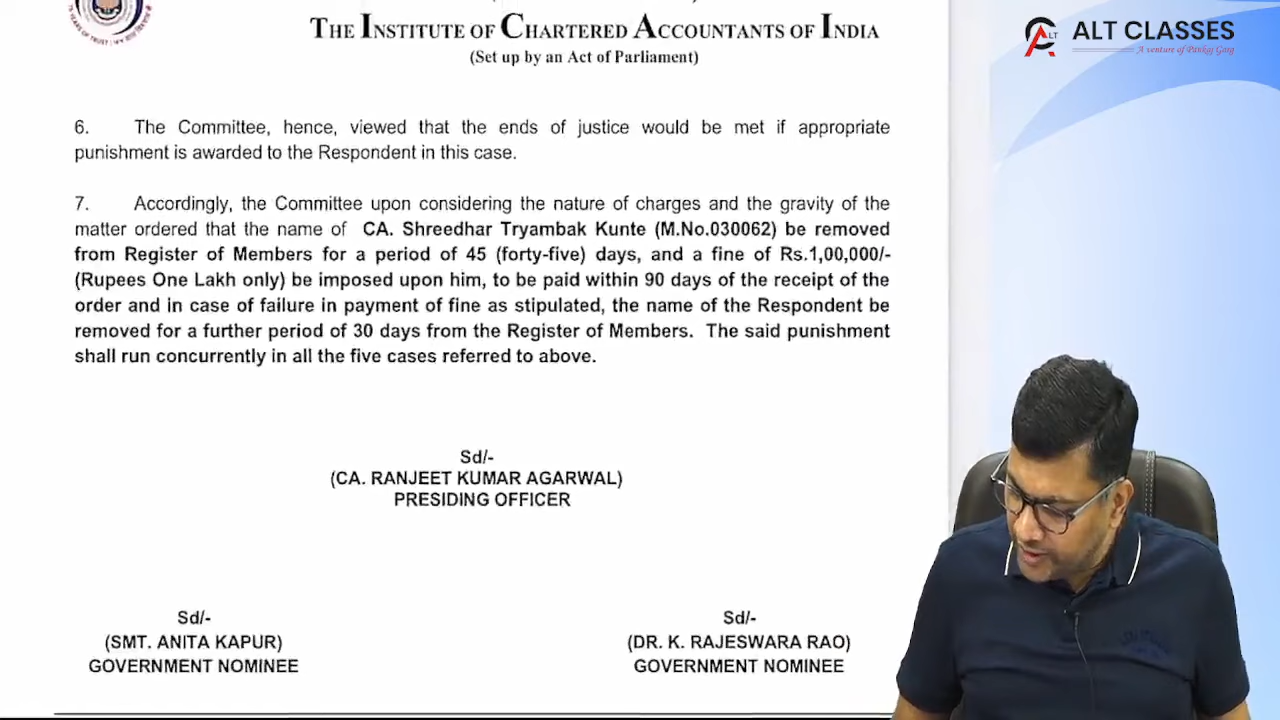 THE INSTITUTE OF CHARTERED ACCOUNTANTS OF INDIA
(Set up by an Act of Parliament)
ALT CLASSES
A venture of Pankaj Garg
6. The Committee, hence, viewed that the ends of justice would be met if appropriate
punishment is awarded to the Respondent in this case.
7. Accordingly, the Committee upon considering the nature of charges and the gravity of the
matter ordered that the name of CA. Shreedhar Tryambak Kunte (M.No.030062) be removed
from Register of Members for a period of 45 (forty-five) days, and a fine of Rs.1,00,000/-
(Rupees One Lakh only) be imposed upon him, to be paid within 90 days of the receipt of the
order and in case of failure in payment of fine as stipulated, the name of the Respondent be
removed for a further period of 30 days from the Register of Members. The said punishment
shall run concurrently in all the five cases referred to above.
Sd/-
(CA. RANJEET KUMAR AGARWAL)
PRESIDING OFFICER
Sd/-
(SMT. ANITA KAPUR)
GOVERNMENT NOMINEE
Sd/-
(DR. K. RAJESWARA RAO)
GOVERNMENT NOMINEE